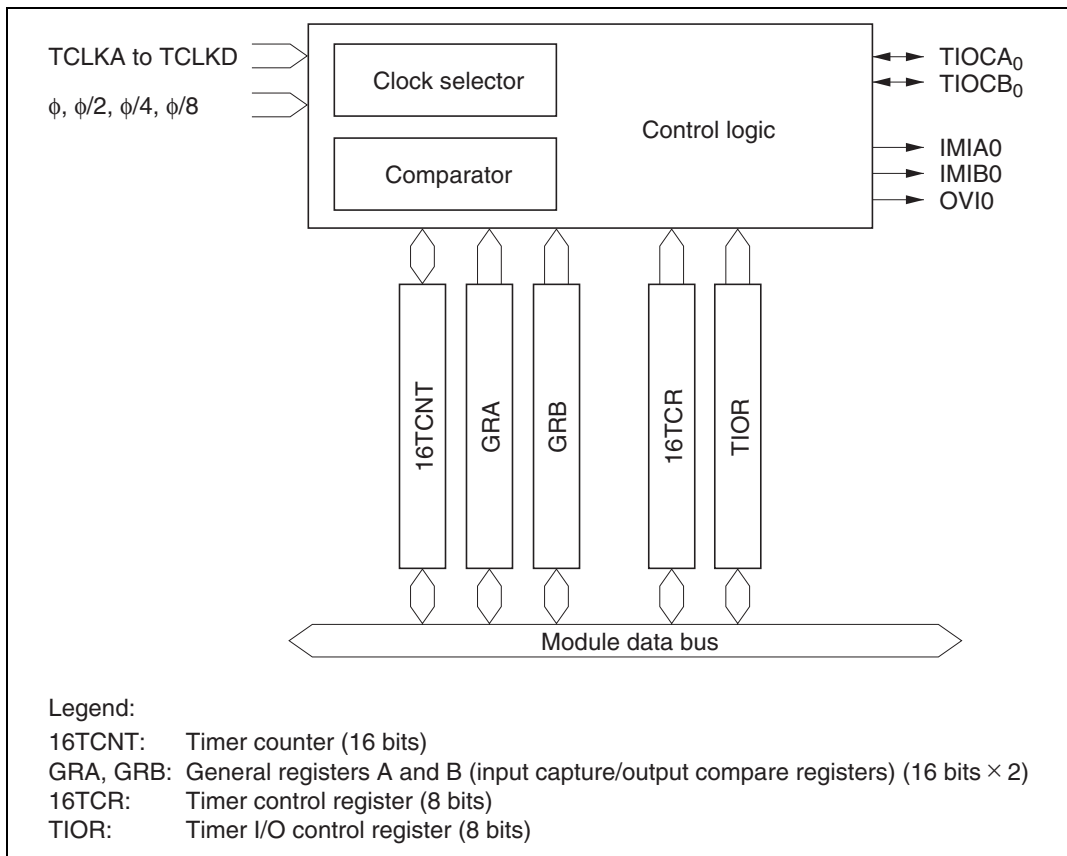 TCLKA to TCLKD
ϕ, ϕ/2, ϕ/4, ϕ/8
Clock selector
Comparator
Control logic
TIOCA0
TIOCB0
IMIA0
IMIB0
OVI0
16TCNT
GRA
GRB
16TCR
TIOR
Module data bus
Legend:
16TCNT: Timer counter (16 bits)
GRA, GRB: General registers A and B (input capture/output compare registers) (16 bits × 2)
16TCR: Timer control register (8 bits)
TIOR: Timer I/O control register (8 bits)